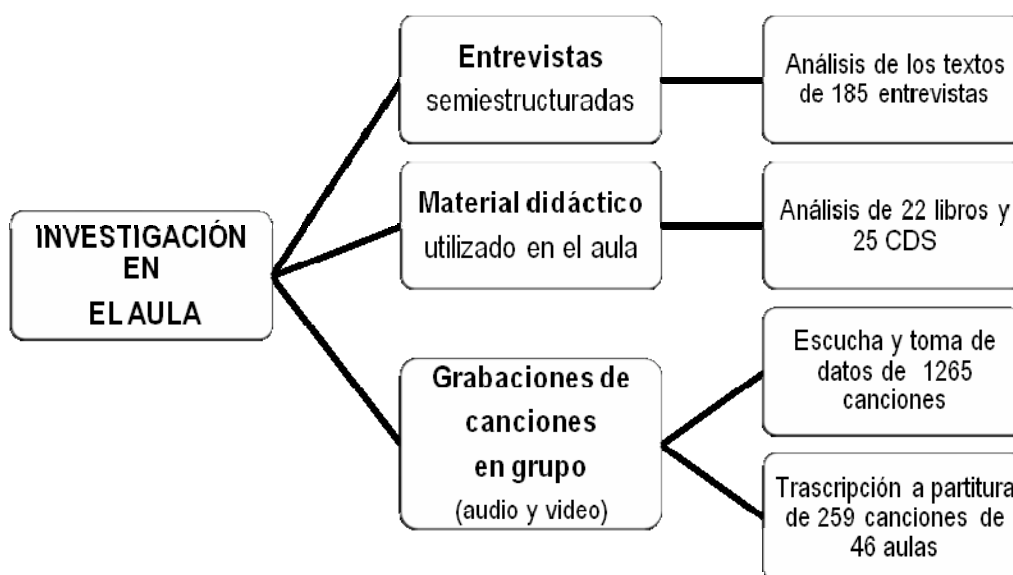 INVESTIGACIÓN
EN
EL AULA
Entrevistas
semiestructuradas
Análisis de los textos
de 185 entrevistas
Material didáctico
utilizado en el aula
Análisis de 22 libros y
25 CDS
Grabaciones de
canciones
en grupo
(audio y video)
Escucha y toma de
datos de 1265
canciones
Trascripción a partitura
de 259 canciones de
46 aulas